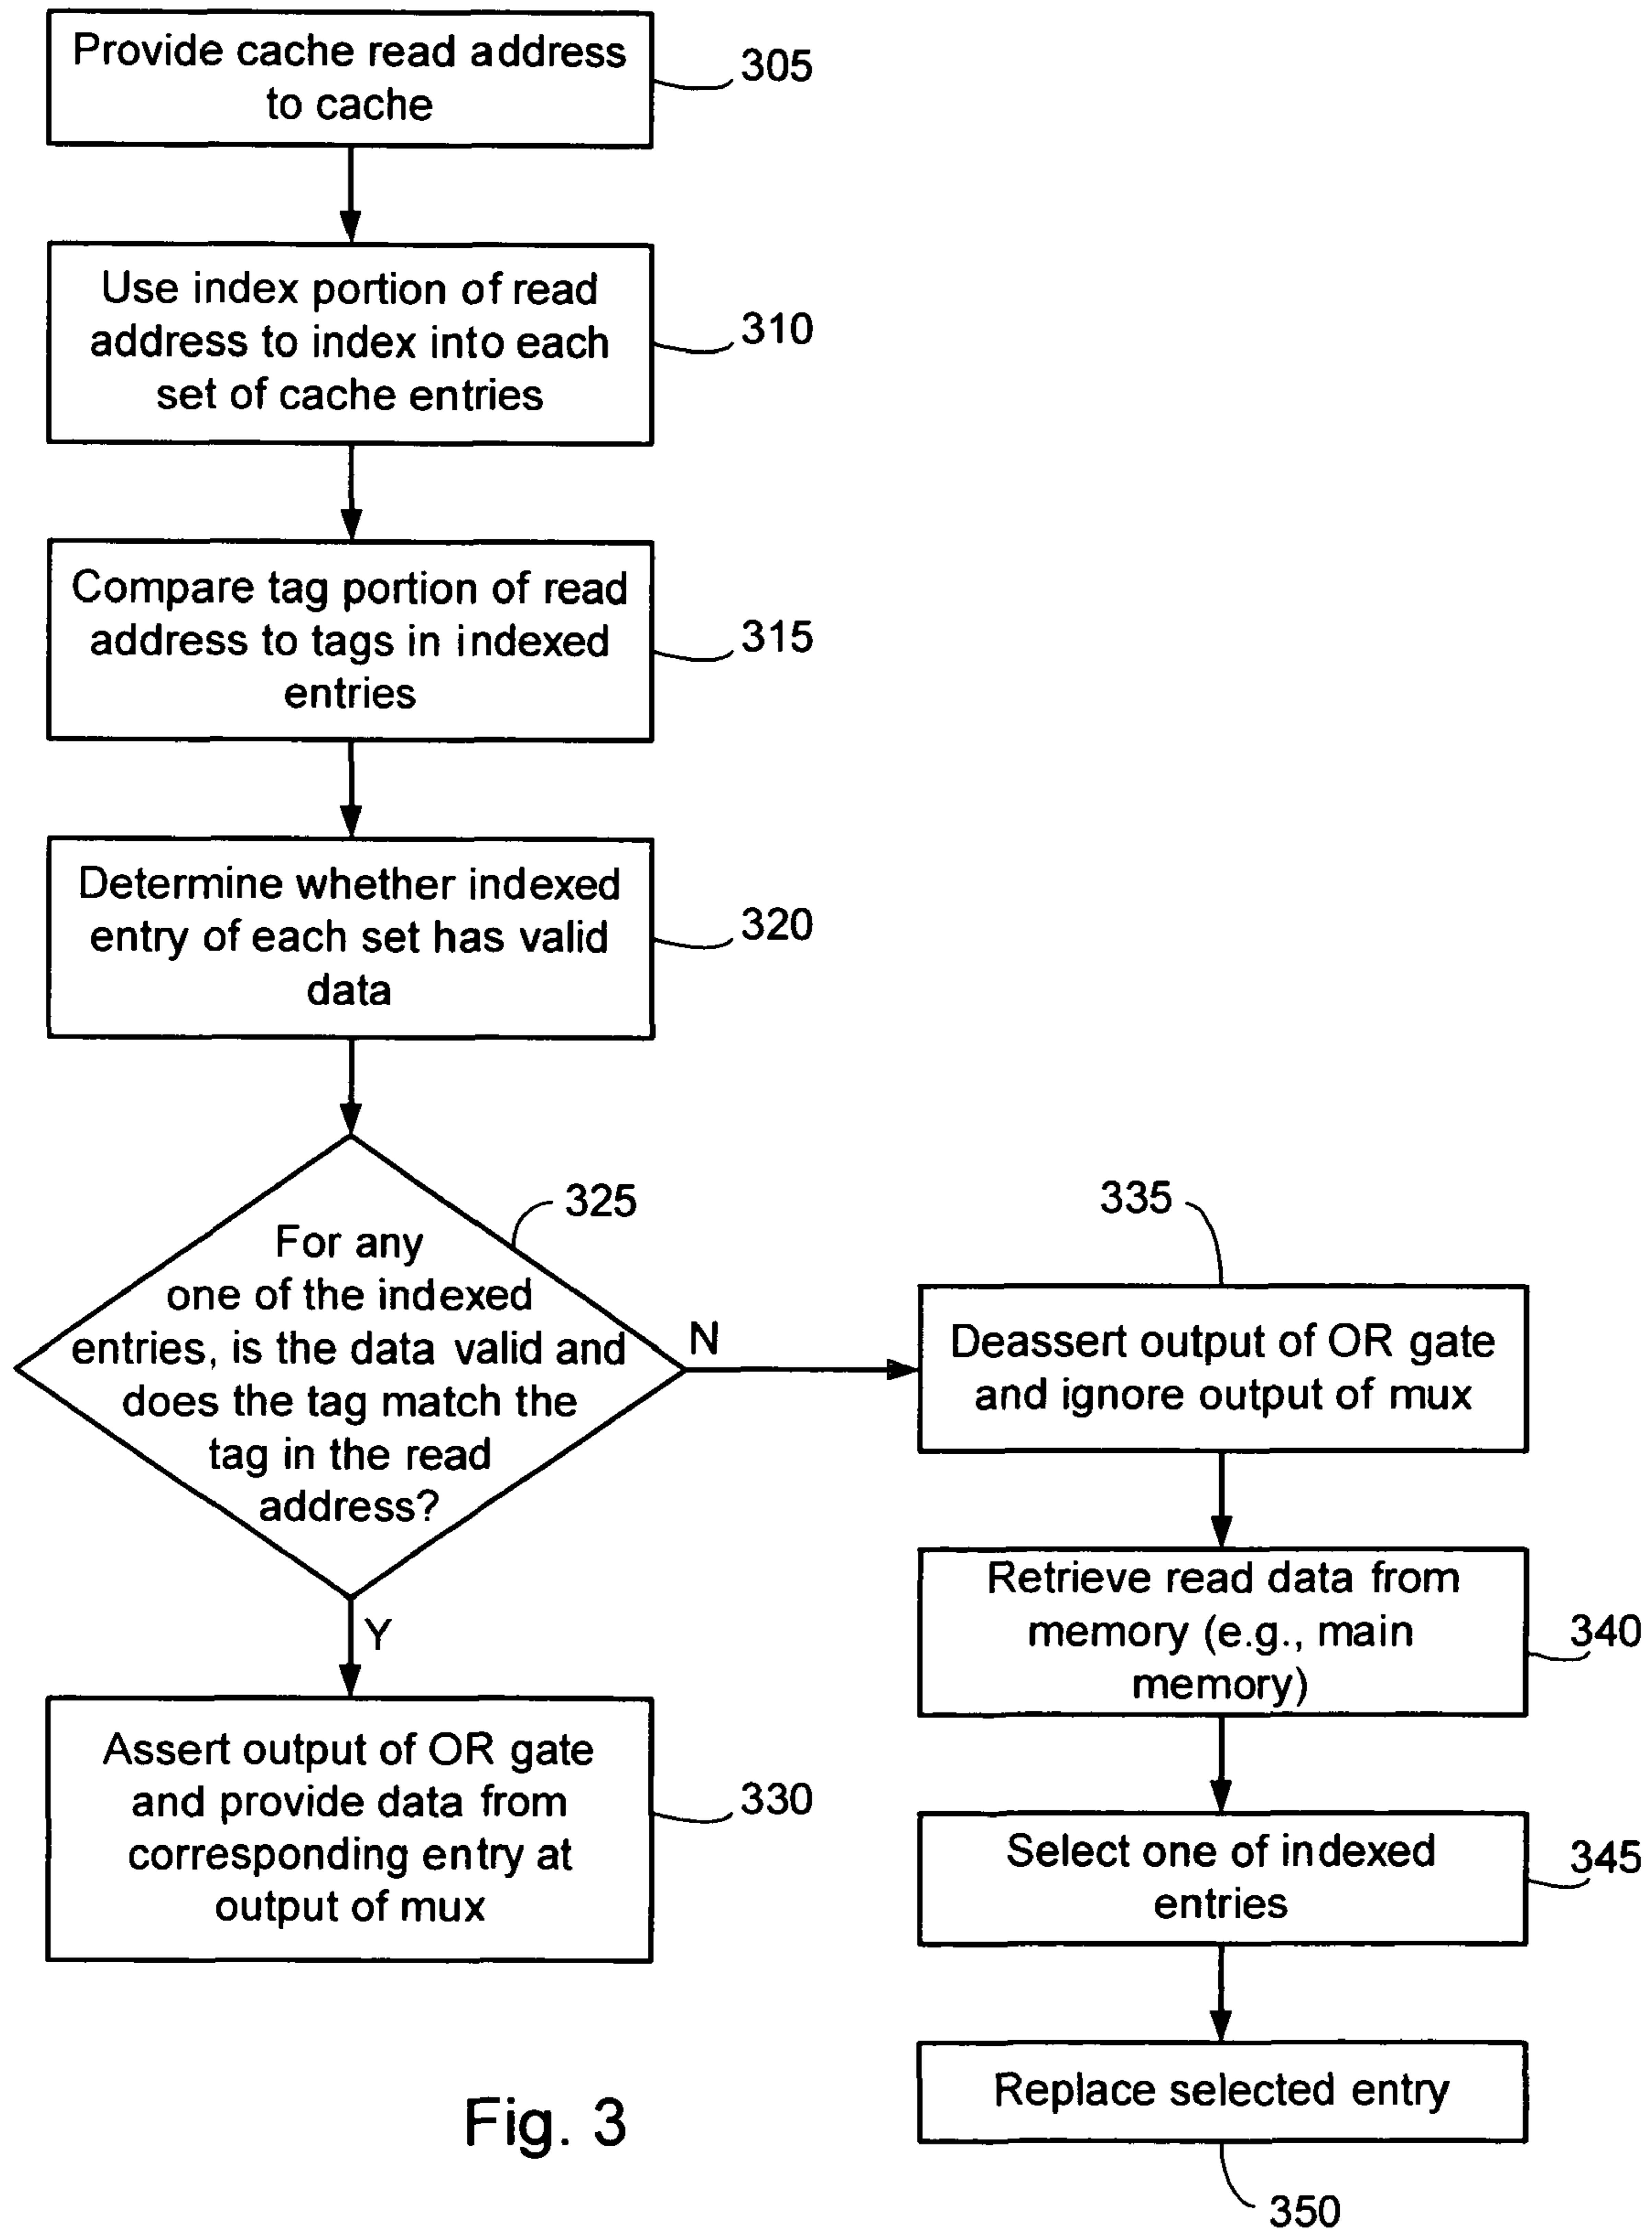 Provide cache read address
to cache
305
Use index portion of read
address to index into each
set of cache entries
310
Compare tag portion of read
address to tags in indexed
entries
315
Determine whether indexed
entry of each set has valid
data
320
325
For any
one of the indexed
entries, is the data valid and
does the tag match the
tag in the read
address?
N
Y
Assert output of OR gate
and provide data from
corresponding entry at
output of mux
330
335
Deassert output of OR gate
and ignore output of mux
Retrieve read data from
memory (e.g., main
memory)
340
Select one of indexed
entries
345
Replace selected entry
350
Fig. 3